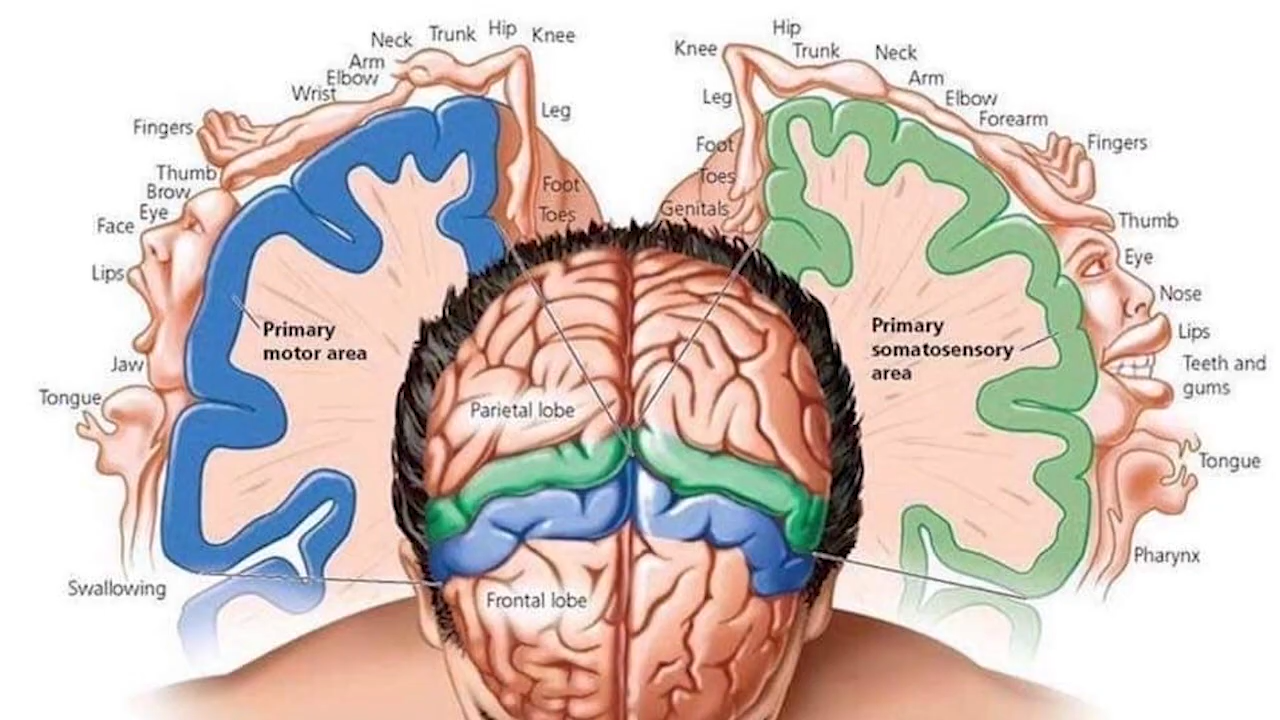 Neck
Trunk
Hip
Knee
Arm
Elbow
Wrist
Fingers
Leg
Thumb
Brow
Eye
Face
Foot
Toes
Lips
Primary
motor area
Jaw
Tongue
Swallowing
Knee
Hip
Trunk
Neck
Arm
Elbow
Forearm
Leg
Fingers
Foot
Toes
Genitals
Thumb
Eye
Nose
Lips
Primary
somatosensory
area
Teeth and
gums
Tongue
Pharynx
Parietal lobe
Frontal lobe